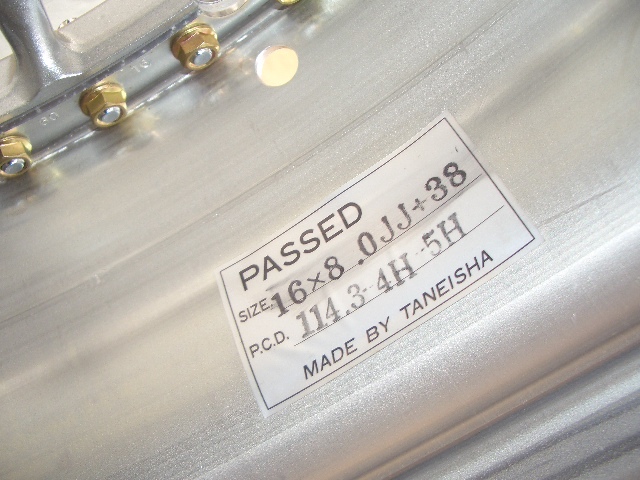 PASSED
SIZE. 16×8.0JJ+38
P.C.D. 114.3-4H-5H
MADE BY TANEISHA